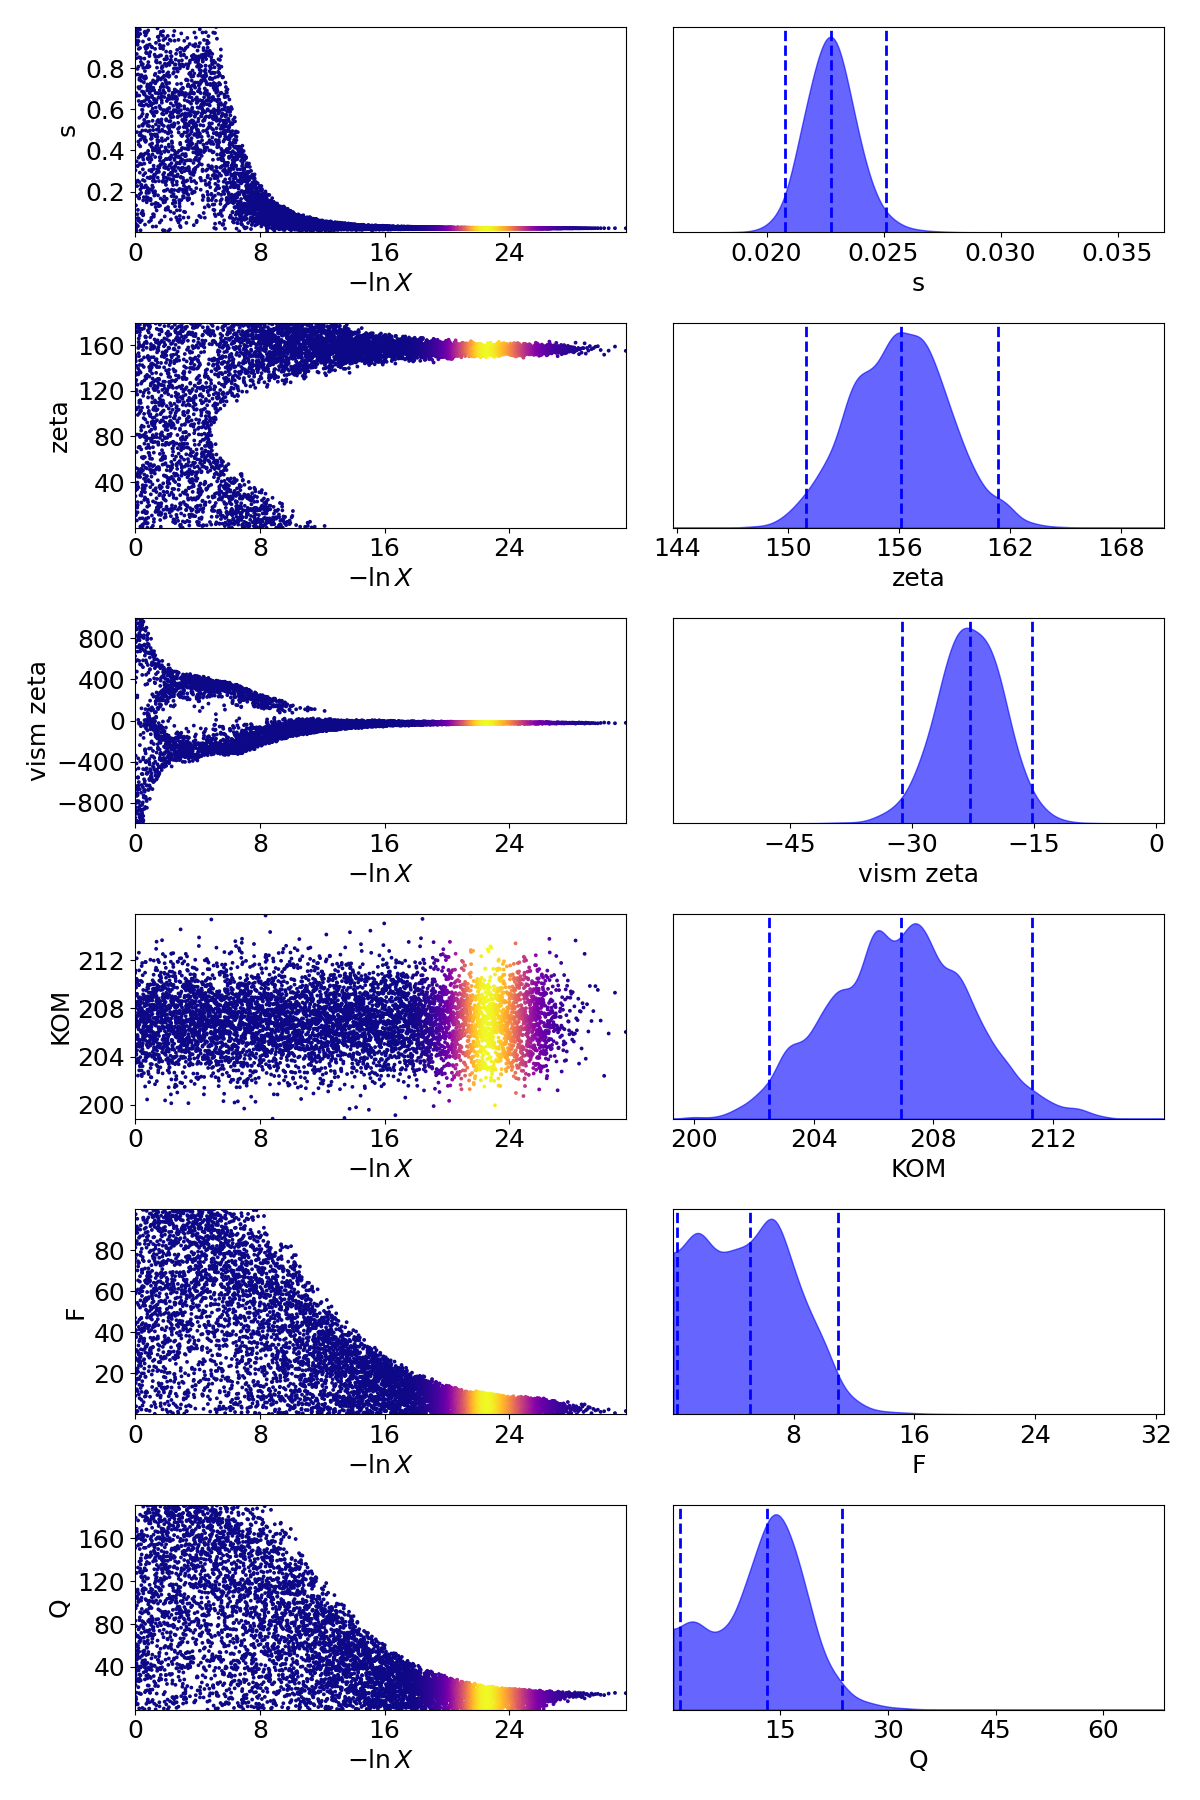 s
0.8
0.6
0.4
0.2
0 8 16 24
−ln X
0.020 0.025 0.030 0.035
s
zeta
160
120
80
40
0 8 16 24
−ln X
144 150 156 162 168
zeta
vism zeta
800
400
0
−400
−800
0 8 16 24
−ln X
−45 −30 −15 0
vism zeta
KOM
212
208
204
200
0 8 16 24
−ln X
200 204 208 212
KOM
F
80
60
40
20
0 8 16 24
−ln X
8 16 24 32
F
Q
160
120
80
40
0 8 16 24
−ln X
15 30 45 60
Q